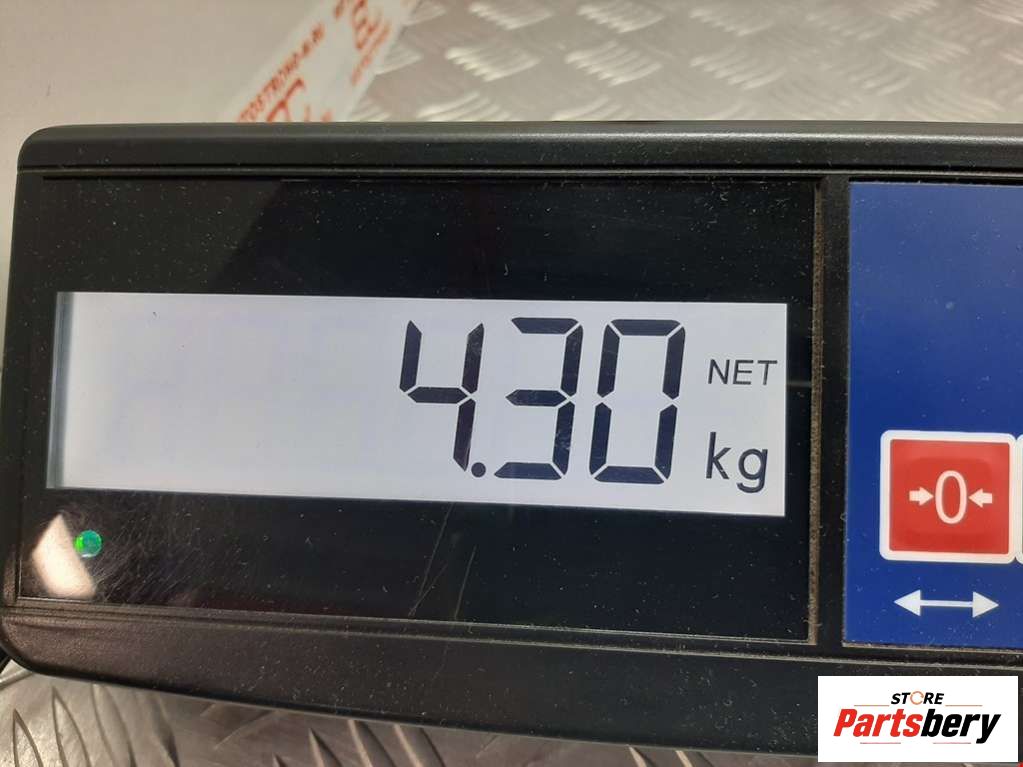 4.30
NET
kg
0
STORE
Partsbery